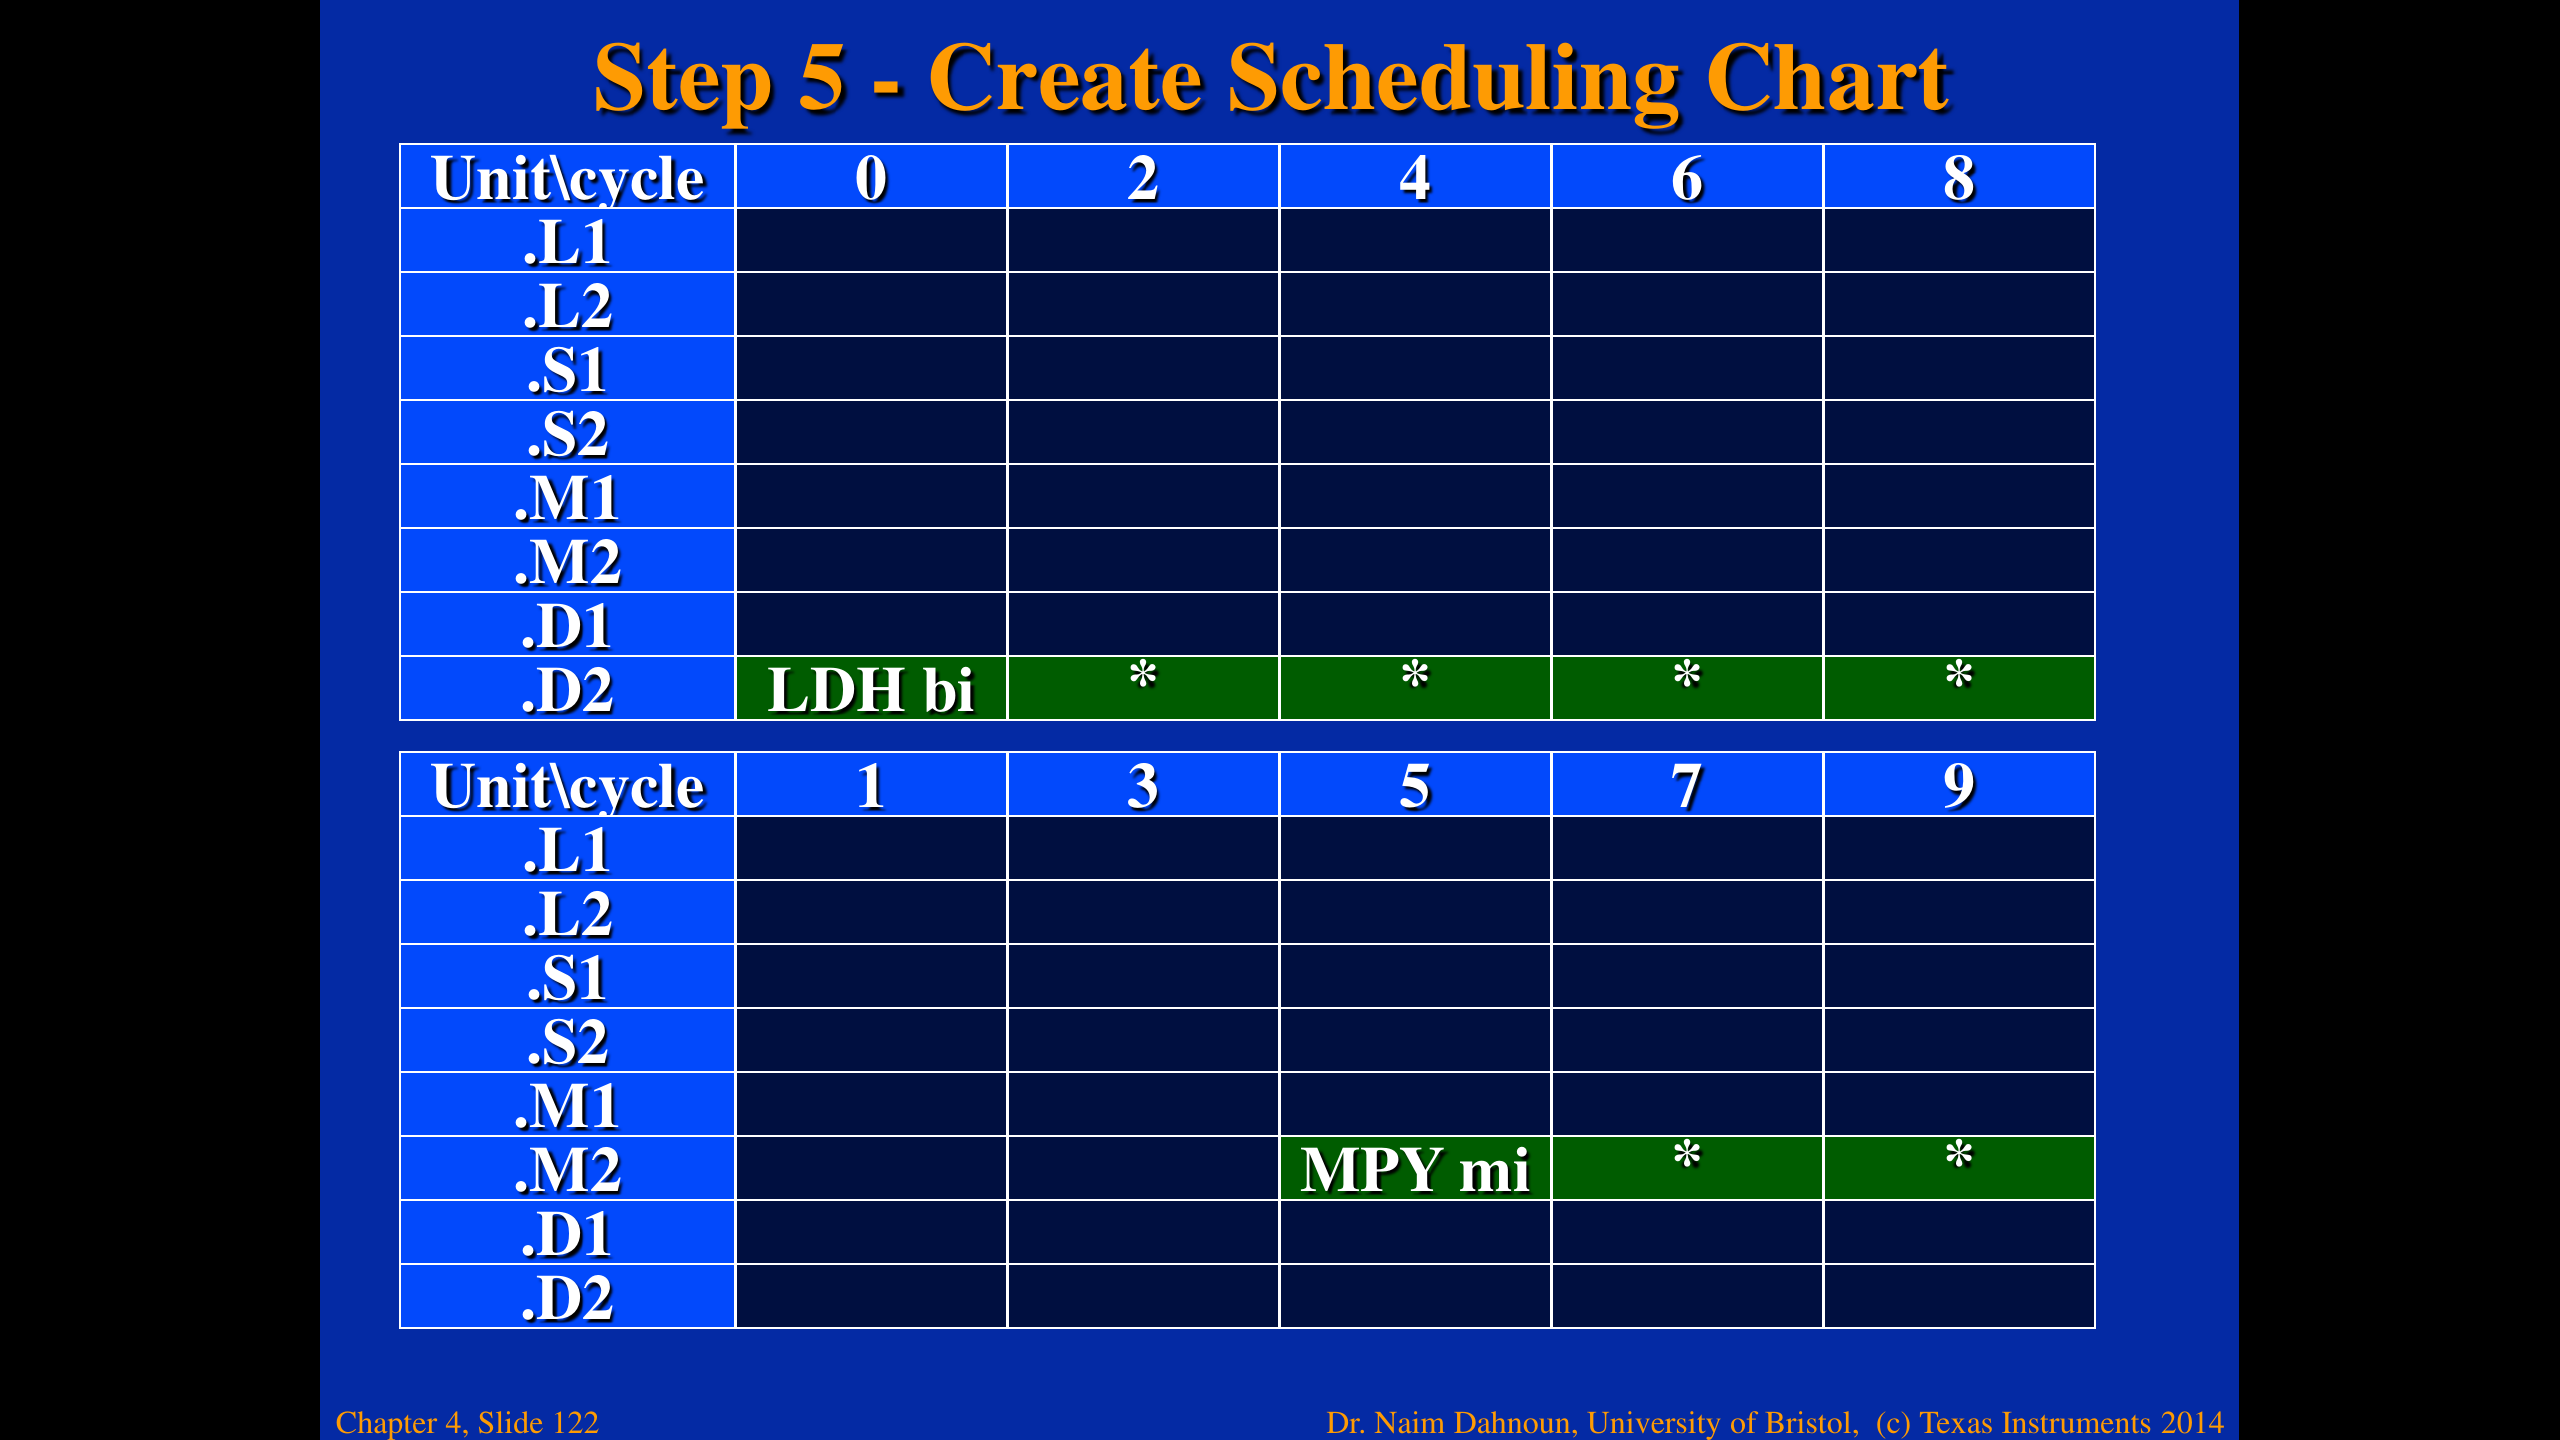 Step 5 - Create Scheduling Chart
Unit\cycle 0 2 4 6 8
.L1
.L2
.S1
.S2
.M1
.M2
.D1
.D2 LDH bi * * * *
Unit\cycle 1 3 5 7 9
.L1
.L2
.S1
.S2
.M1
.M2 MPY mi * *
.D1
.D2
Chapter 4, Slide 122
Dr. Naim Dahnoun, University of Bristol, (c) Texas Instruments 2014